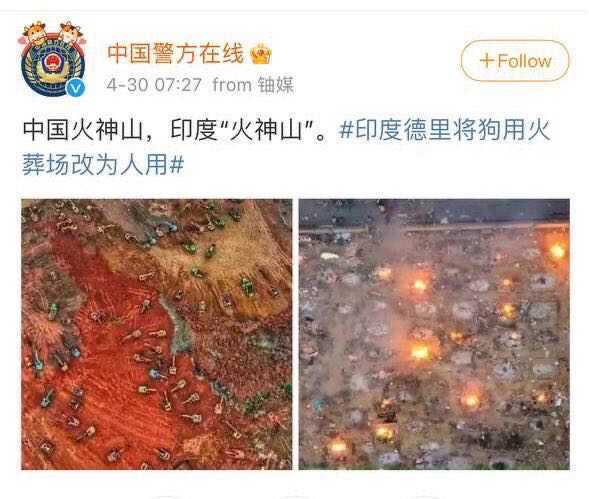 中国警方在线
+Follow
4-30 07:27 from 铀媒
中国火神山，印度“火神山”。#印度德里将狗用火
葬场改为人用#